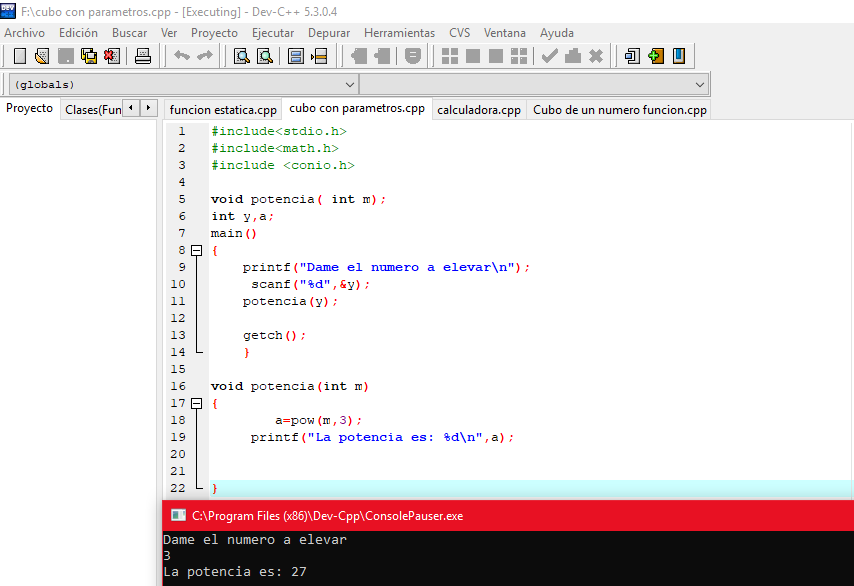 F:\cubo con parametros.cpp - [Executing] - Dev-C++ 5.3.0.4
Archivo Edición Buscar Ver Proyecto Ejecutar Depurar Herramientas CVS Ventana Ayuda
(globals)
Proyecto Clases(Fun funcion estatica.cpp cubo con parametros.cpp calculadora.cpp Cubo de un numero funcion.cpp
1 #include<stdio.h>
2 #include<math.h>
3 #include <conio.h>
4
5 void potencia( int m);
6 int y,a;
7 main()
8 {
9 printf("Dame el numero a elevar\n");
10 scanf("%d",&y);
11 potencia(y);
12
13 getch();
14 }
15
16 void potencia(int m)
17 {
18 a=pow(m,3);
19 printf("La potencia es: %d\n",a);
20
21
22 }
C:\Program Files (x86)\Dev-Cpp\ConsolePauser.exe
Dame el numero a elevar
3
La potencia es: 27